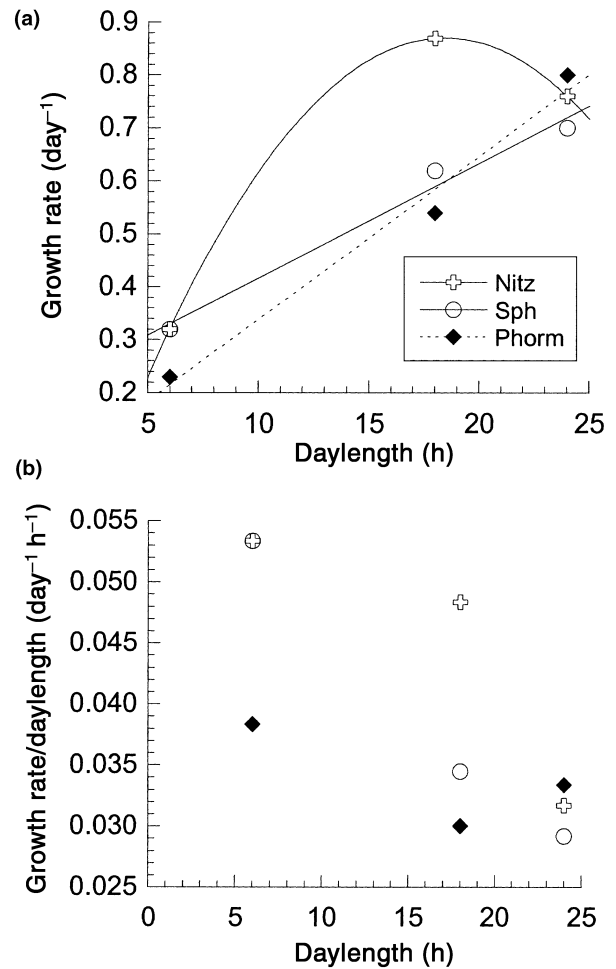 (a)
Growth rate (day⁻¹)
0.9
0.8
0.7
0.6
0.5
0.4
0.3
0.2
Nitz
Sph
Phorm
5 10 15 20 25
Daylength (h)
(b)
Growth rate/daylength (day⁻¹ h⁻¹)
0.055
0.050
0.045
0.040
0.035
0.030
0.025
0 5 10 15 20 25
Daylength (h)